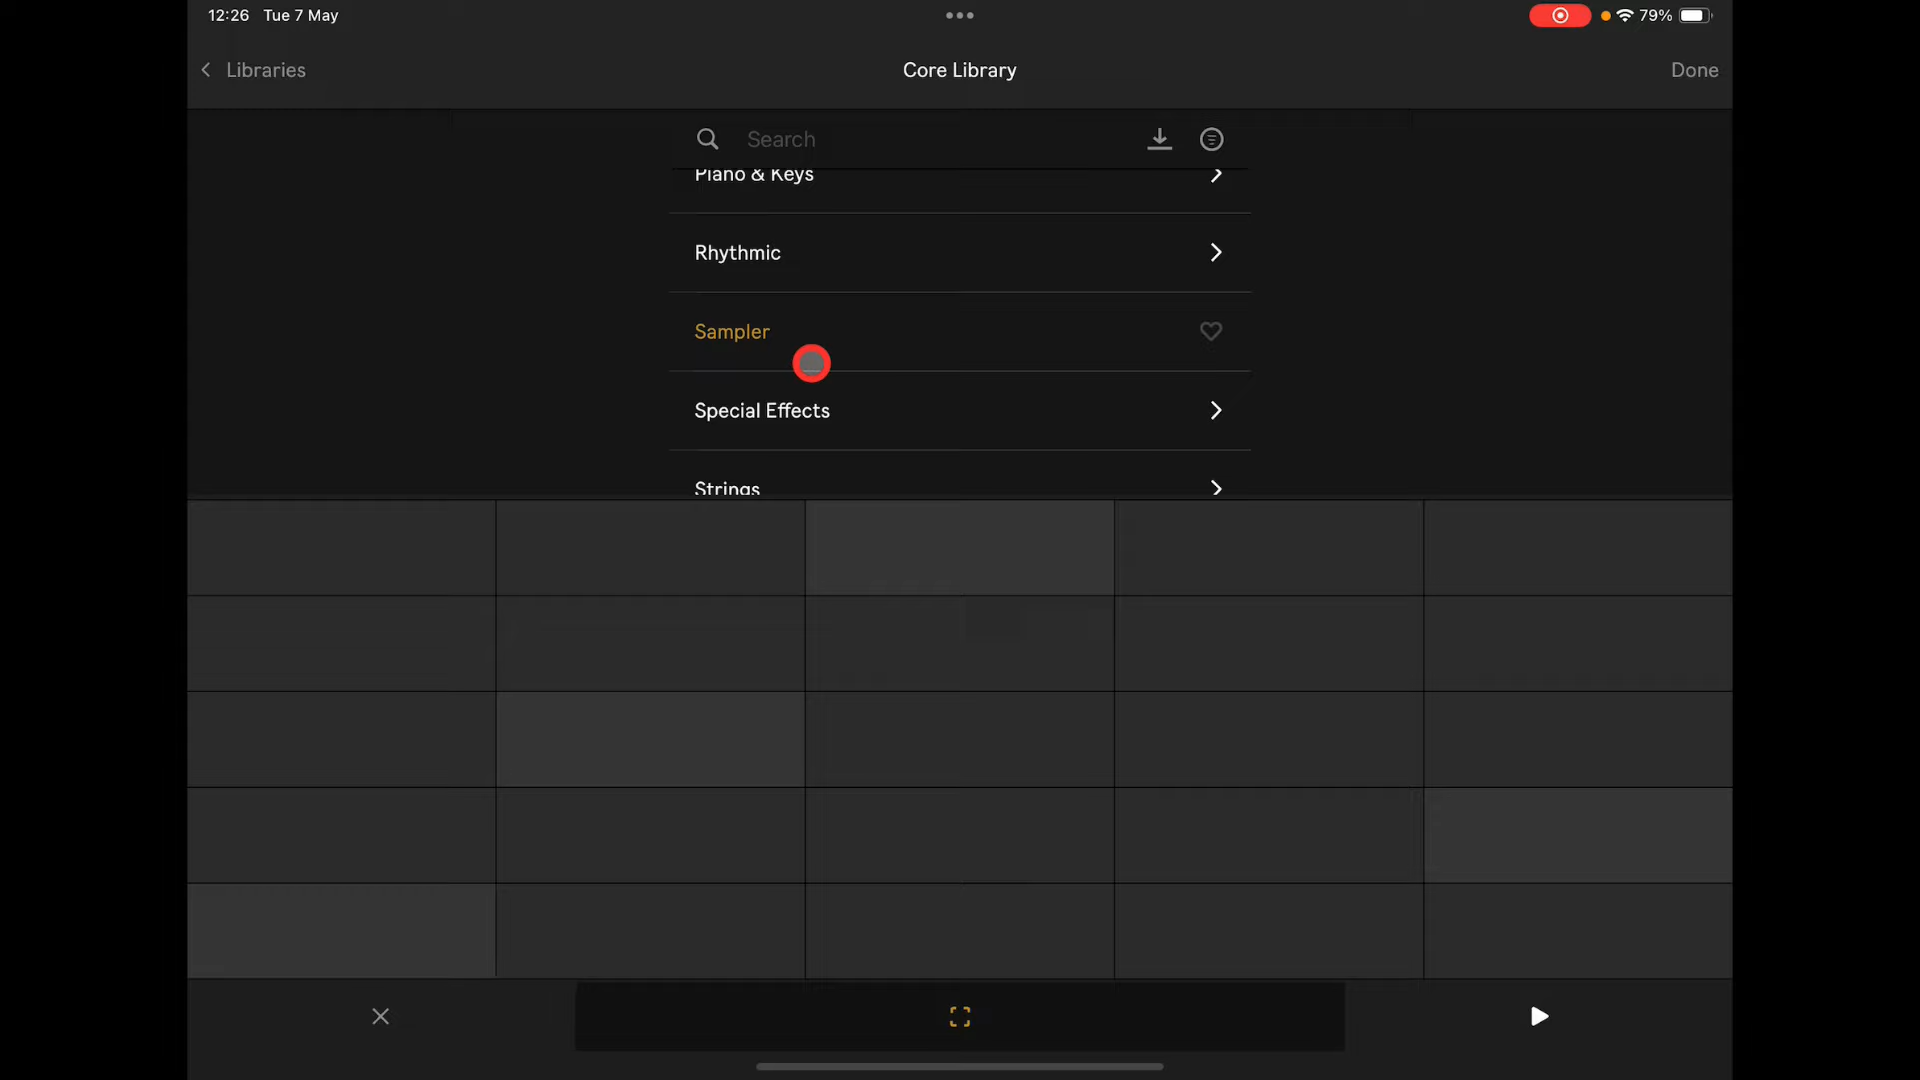 12:26 Tue 7 May
79%
Libraries
Core Library
Done
Search
Piano & Keys
Rhythmic
Sampler
Special Effects
Strings